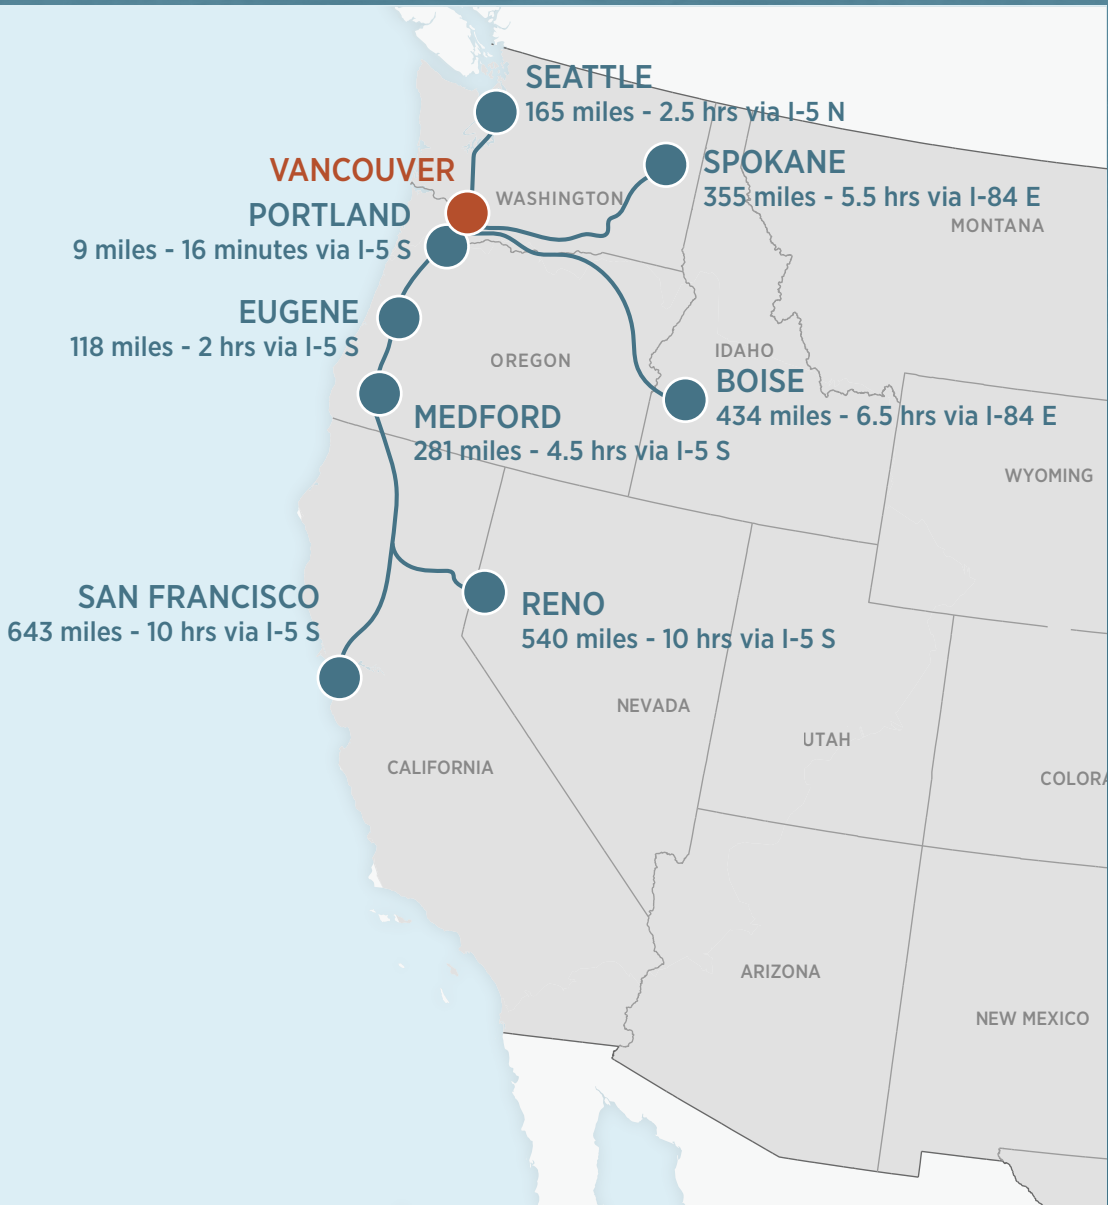 SEATTLE
165 miles - 2.5 hrs via I-5 N
VANCOUVER
SPOKANE
355 miles - 5.5 hrs via I-84 E
WASHINGTON
PORTLAND
9 miles - 16 minutes via I-5 S
MONTANA
EUGENE
118 miles - 2 hrs via I-5 S
OREGON
IDAHO
BOISE
434 miles - 6.5 hrs via I-84 E
MEDFORD
281 miles - 4.5 hrs via I-5 S
WYOMING
SAN FRANCISCO
643 miles - 10 hrs via I-5 S
RENO
540 miles - 10 hrs via I-5 S
NEVADA
UTAH
CALIFORNIA
COLORA
ARIZONA
NEW MEXICO